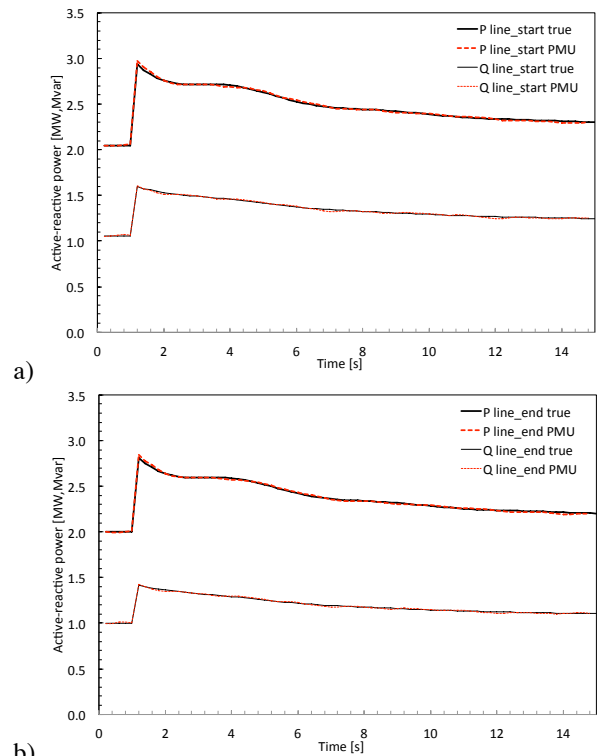 3.5
3.0
2.5
2.0
1.5
1.0
0.5
0.0
Active-reactive power [MW,Mvar]
P line_start true
P line_start PMU
Q line_start true
Q line_start PMU
0 2 4 6 8 10 12 14
Time [s]
a)
3.5
3.0
2.5
2.0
1.5
1.0
0.5
0.0
Active-reactive power [MW,Mvar]
P line_end true
P line_end PMU
Q line_end true
Q line_end PMU
0 2 4 6 8 10 12 14
Time [s]
b)